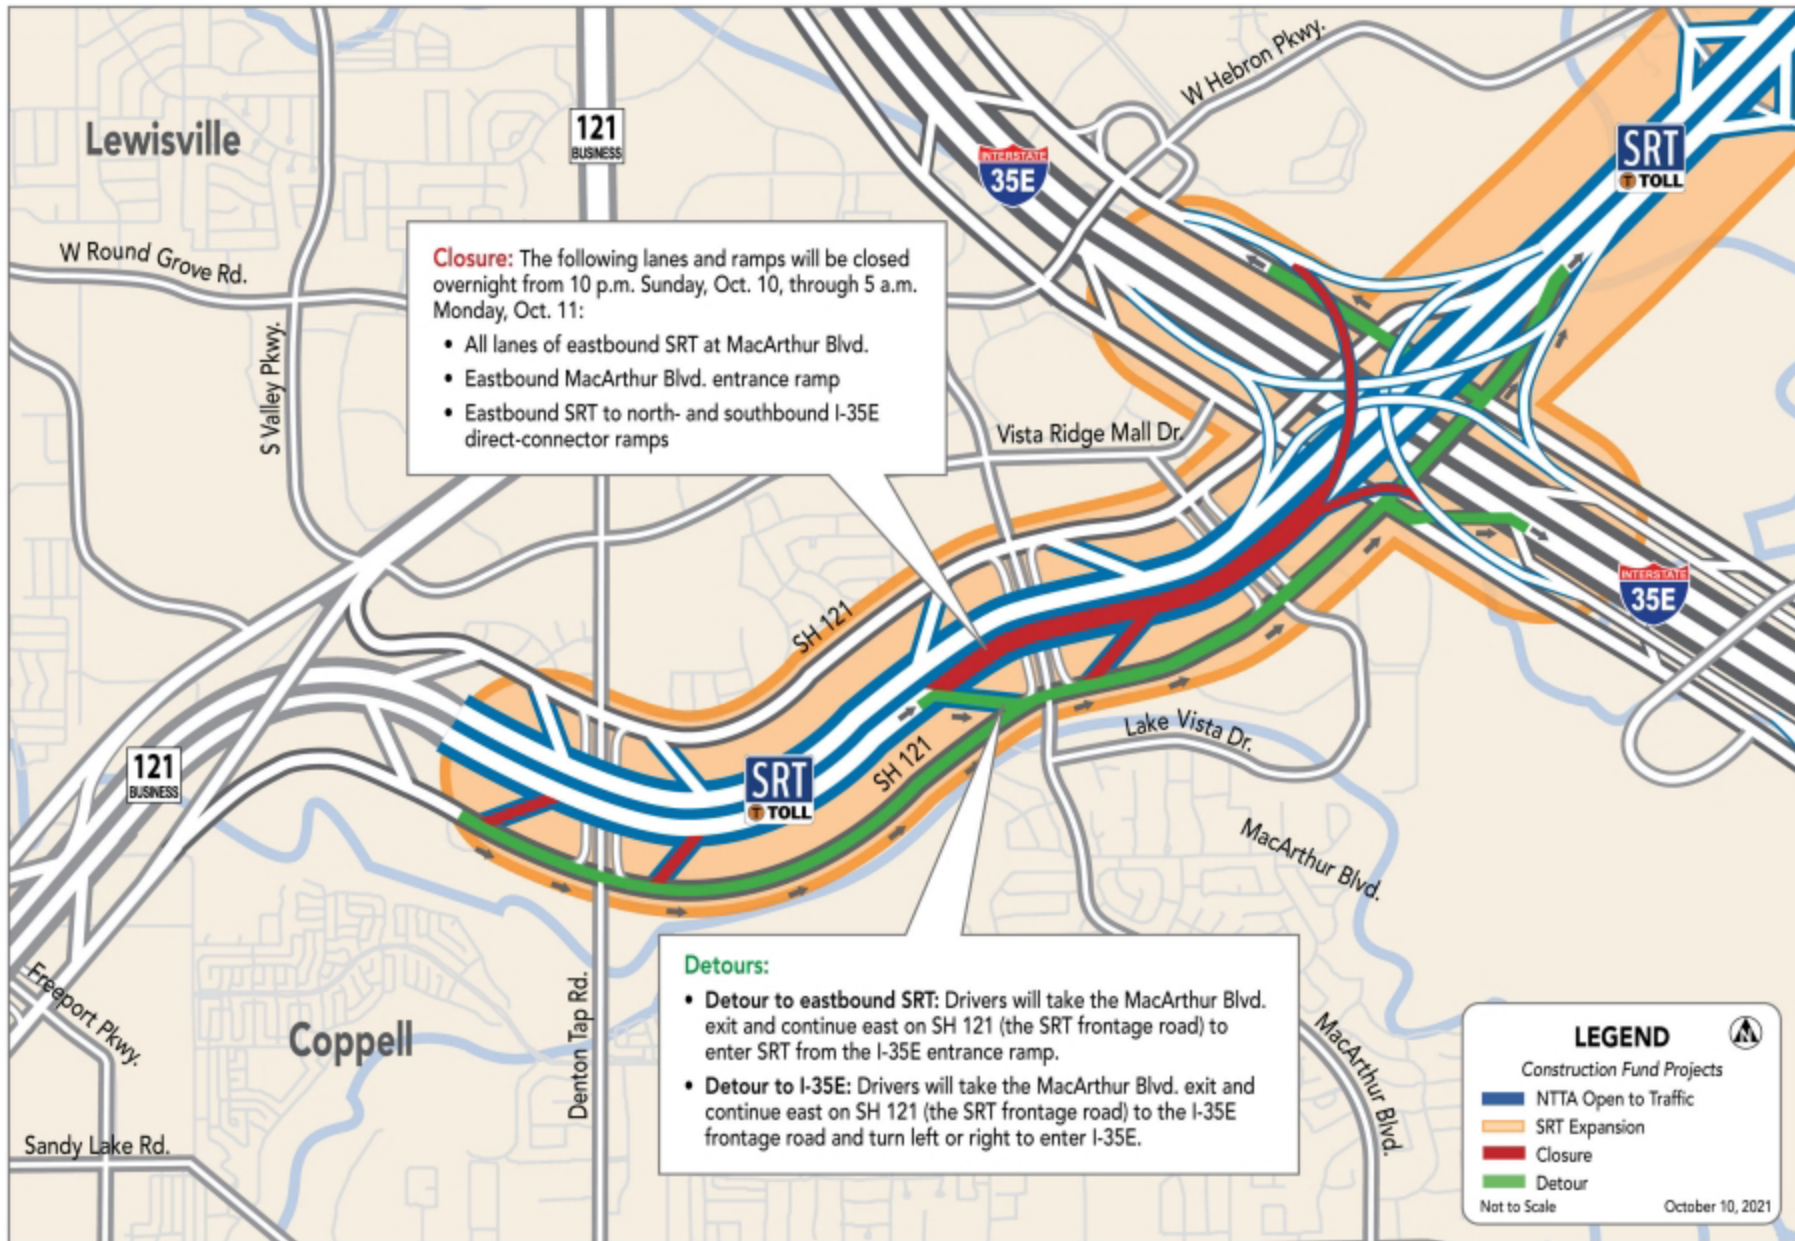 W Hebron Pkwy.
Lewisville
121
BUSINESS
INTERSTATE
35E
SRT
TOLL
W Round Grove Rd.
S Valley Pkwy.
Closure: The following lanes and ramps will be closed
overnight from 10 p.m. Sunday, Oct. 10, through 5 a.m.
Monday, Oct. 11:
• All lanes of eastbound SRT at MacArthur Blvd.
• Eastbound MacArthur Blvd. entrance ramp
• Eastbound SRT to north- and southbound I-35E
direct-connector ramps
Vista Ridge Mall Dr.
INTERSTATE
35E
SH 121
SH 121
Lake Vista Dr.
121
BUSINESS
SRT
T TOLL
MacArthur Blvd.
Freeport Pkwy.
Coppell
Denton Tap Rd.
Sandy Lake Rd.
Detours:
• Detour to eastbound SRT: Drivers will take the MacArthur Blvd.
exit and continue east on SH 121 (the SRT frontage road) to
enter SRT from the I-35E entrance ramp.
• Detour to I-35E: Drivers will take the MacArthur Blvd. exit and
continue east on SH 121 (the SRT frontage road) to the I-35E
frontage road and turn left or right to enter I-35E.
MacArthur Blvd.
LEGEND
Construction Fund Projects
NTTA Open to Traffic
SRT Expansion
Closure
Detour
Not to Scale
October 10, 2021